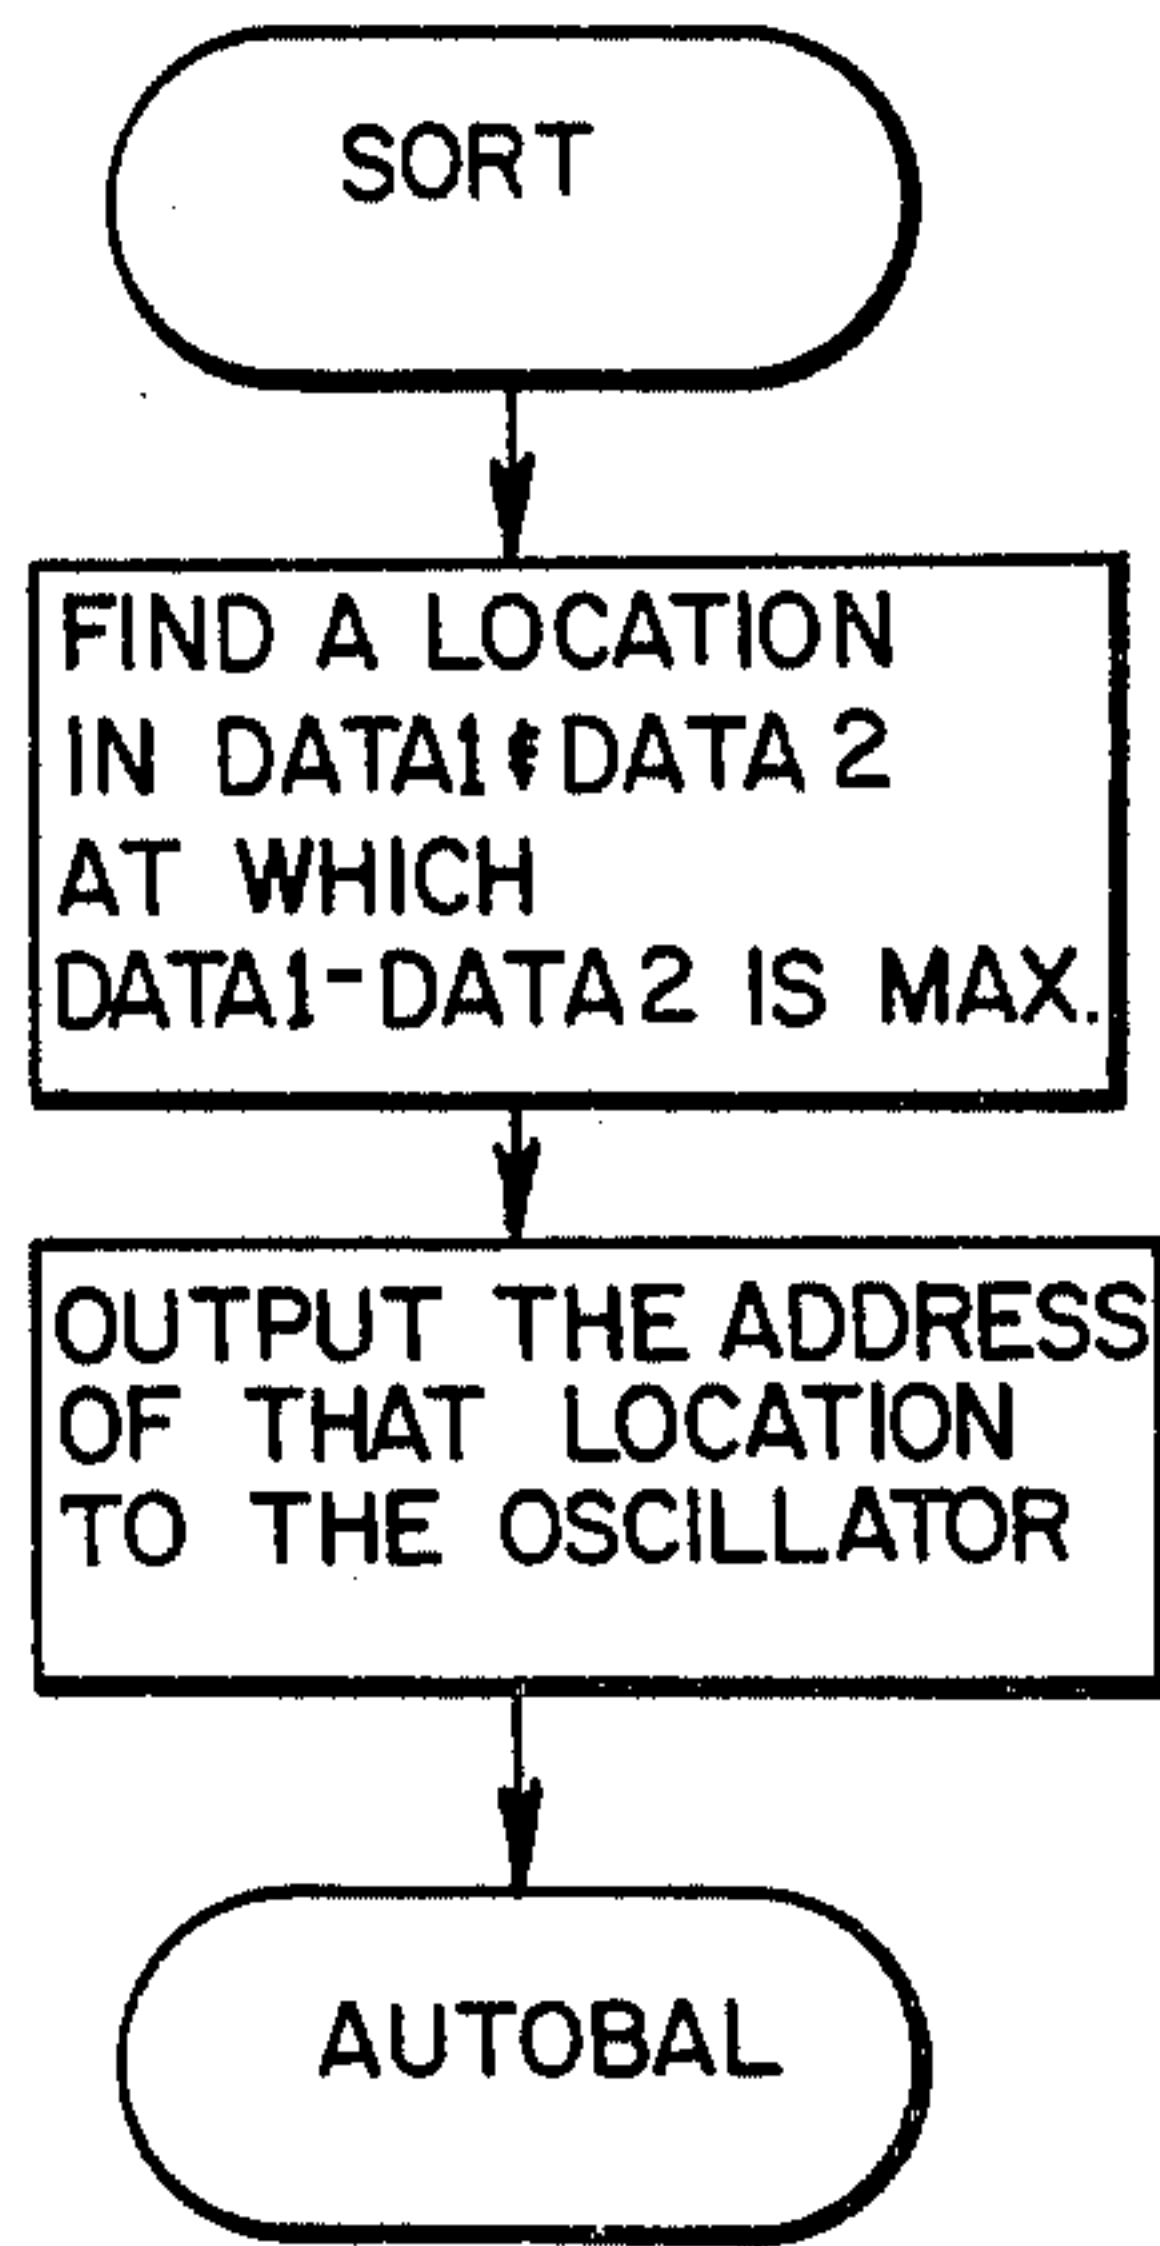 SORT
FIND A LOCATION
IN DATA1 & DATA 2
AT WHICH
DATA1-DATA2 IS MAX.
OUTPUT THE ADDRESS
OF THAT LOCATION
TO THE OSCILLATOR
AUTOBAL